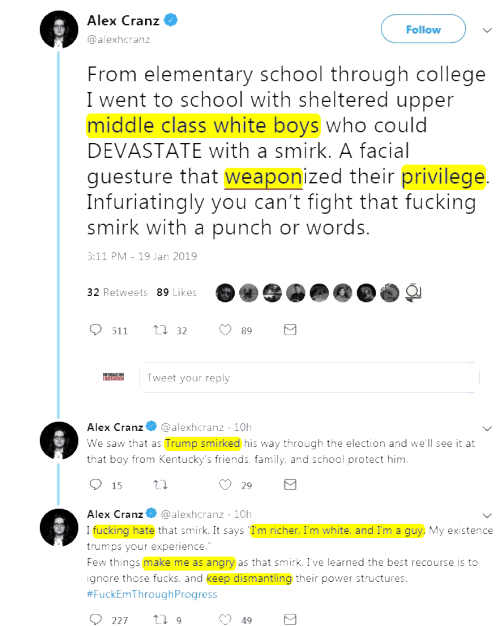 Alex Cranz
@alexhcranz
Follow
From elementary school through college
I went to school with sheltered upper
middle class white boys who could
DEVASTATE with a smirk. A facial
guesture that weaponized their privilege.
Infuriatingly you can't fight that fucking
smirk with a punch or words.
3:11 PM - 19 Jan 2019
32 Retweets 89 Likes
511 32 89
INFORMATION
LIBERATION
Tweet your reply
Alex Cranz @alexhcranz · 10h
We saw that as Trump smirked his way through the election and we'll see it at
that boy from Kentucky's friends, family, and school protect him.
15 29
Alex Cranz @alexhcranz · 10h
I fucking hate that smirk. It says "I'm richer, I'm white, and I'm a guy. My existence
trumps your experience."
Few things make me as angry as that smirk. I've learned the best recourse is to
ignore those fucks, and keep dismantling their power structures.
#FuckEmThroughProgress
227 9 49